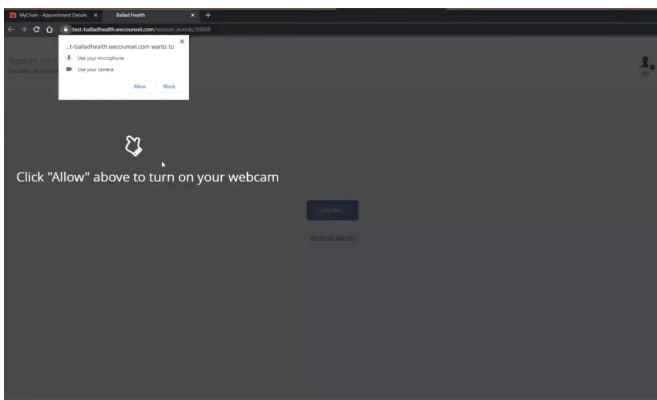 MyChart - Appointment Details
Ballad Health
test-balladhealth.wecounsel.com/session_events/
...t-balladhealth.wecounsel.com wants to
Use your microphone
Use your camera
Allow Block
Click "Allow" above to turn on your webcam